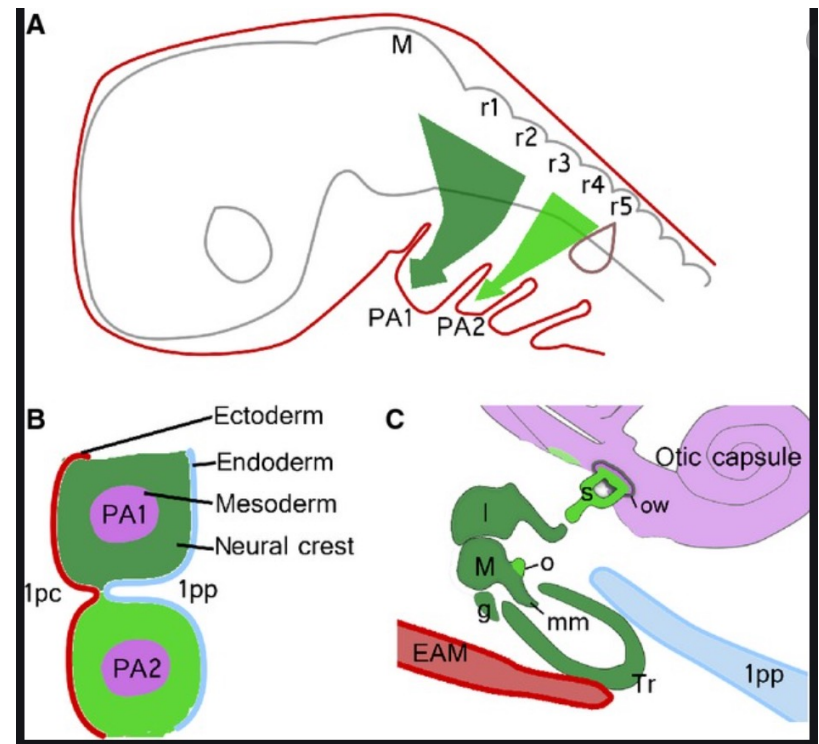 A
M
r1
r2
r3
r4
r5
PA1
PA2
B
Ectoderm
Endoderm
Mesoderm
Neural crest
PA1
1pc
1pp
PA2
C
Otic capsule
s
ow
I
M
o
g
mm
EAM
Tr
1pp